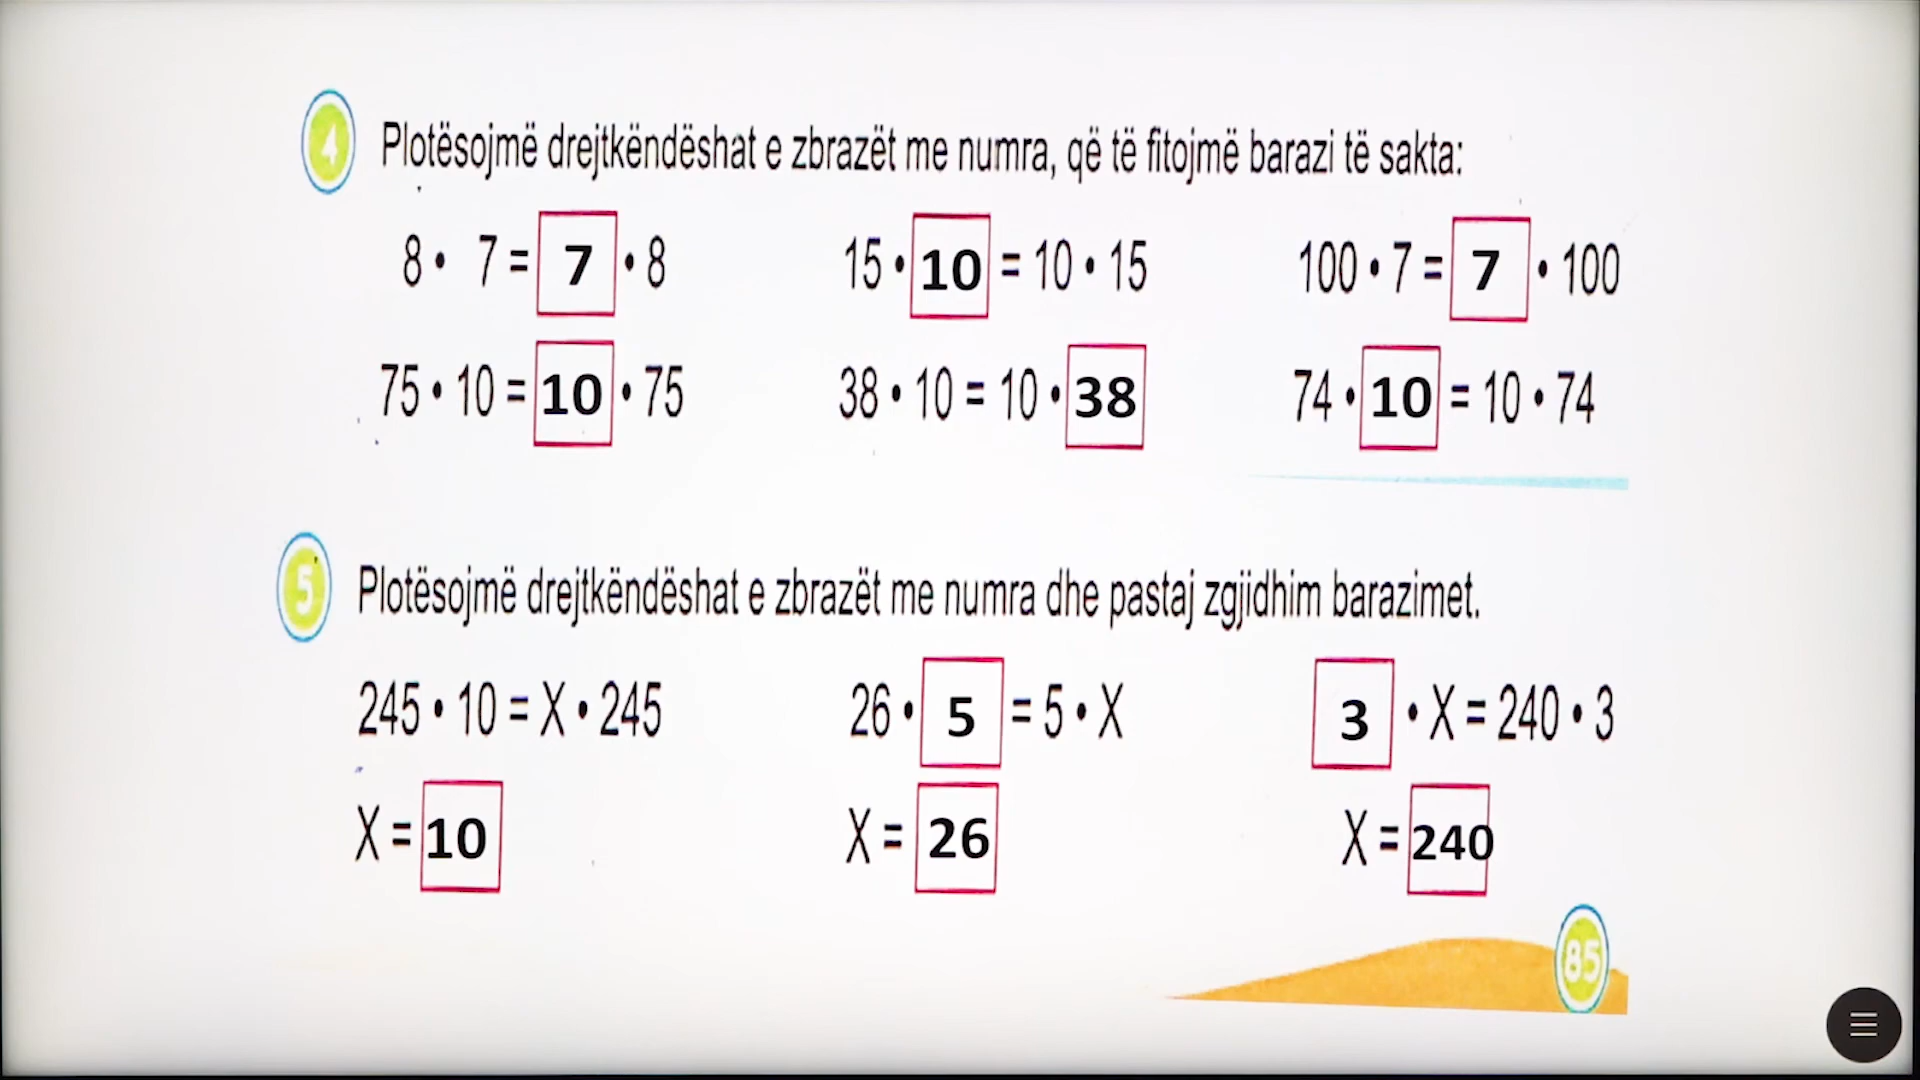 4 Plotësojmë drejtkëndëshat e zbrazët me numra, që të fitojmë barazi të sakta:
8 • 7 = 7 • 8 15 • 10 = 10 • 15 100 • 7 = 7 • 100
75 • 10 = 10 • 75 38 • 10 = 10 • 38 74 • 10 = 10 • 74
5 Plotësojmë drejtkëndëshat e zbrazët me numra dhe pastaj zgjidhim barazimet.
245 • 10 = X • 245 26 • 5 = 5 • X 3 • X = 240 • 3
X = 10 X = 26 X = 240
85